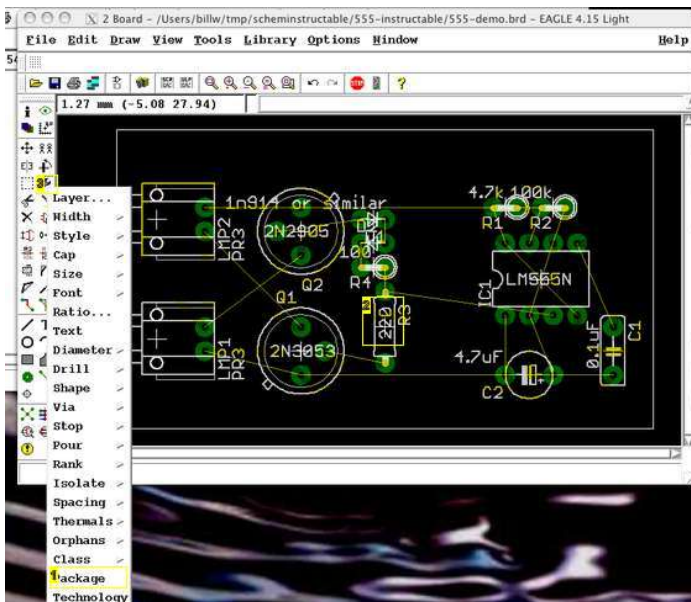 2 Board - /Users/billw/tmp/scheminstructable/555-instructable/555-demo.brd - EAGLE 4.15 Light
File Edit Draw View Tools Library Options Window Help
1.27 mm (-5.08 27.94)
Layer...
Width
Style
Cap
Size
Font
Ratio...
Text
Diameter
Drill
Shape
Via
Stop
Pour
Rank
Isolate
Spacing
Thermals
Orphans
Class
Package
Technology
1n914 or similar
4.7k 100k
R1 R2
LMP2
PR3
2N2905
Q2
100
R4
LM555N
IC1
Q1
220
R3
LMP1
PR3
2N3053
4.7uF
C2
0.1uF
C1